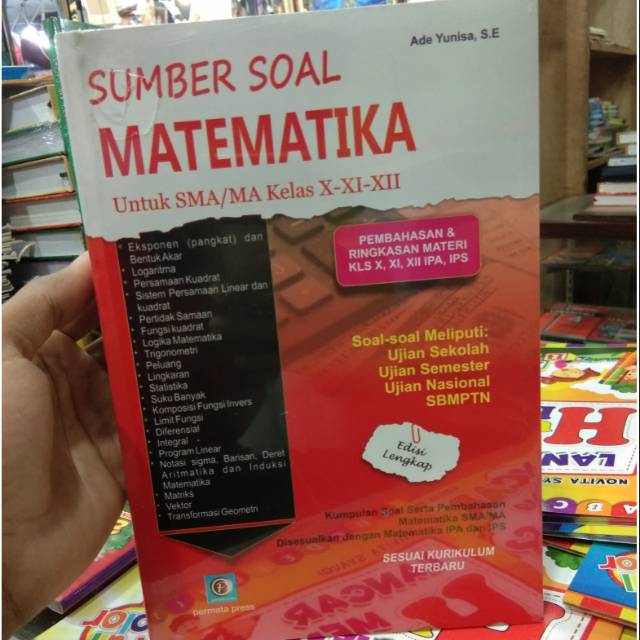 Ade Yunisa, S.E
SUMBER SOAL
MATEMATIKA
Untuk SMA/MA Kelas X-XI-XII
PEMBAHASAN &
RINGKASAN MATERI
KLS X, XI, XII IPA, IPS
Eksponen (pangkat) dan
Bentuk Akar
Logaritma
Persamaan Kuadrat
Sistem Persamaan Linear dan
kuadrat
Pertidak Samaan
Fungsi kuadrat
Logika Matematika
Trigonometri
Peluang
Lingkaran
Statistika
Suku Banyak
Komposisi Fungsi Invers
Limit Fungsi
Diferensial
Integral
Program Linear
Notasi sigma, Barisan, Deret
Aritmatika dan Induksi
Matematika
Matriks
Vektor
Transformasi Geometri
Soal-soal Meliputi:
Ujian Sekolah
Ujian Semester
Ujian Nasional
SBMPTN
Edisi
Lengkap
Kumpulan Soal Serta Pembahasan
Matematika SMA/MA
Disesuaikan dengan Matematika IPA dan IPS
SESUAI KURIKULUM
TERBARU
permata press
NOVITA